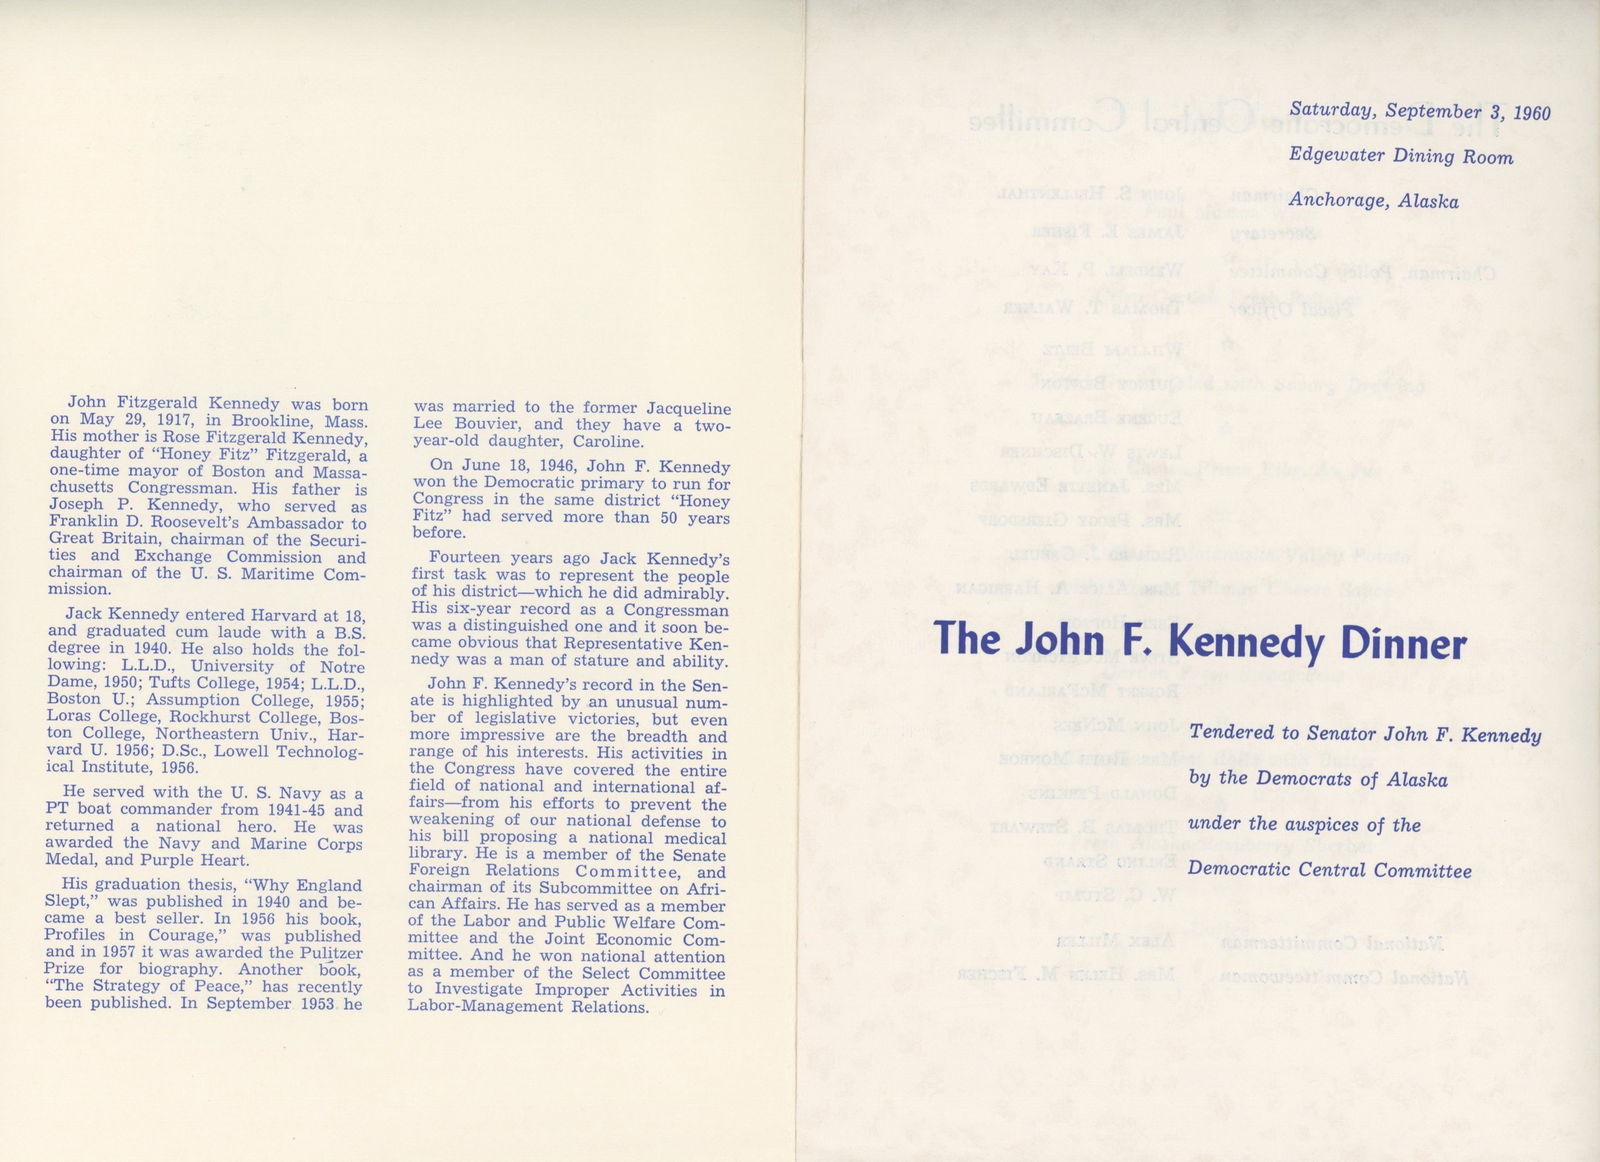 John Fitzgerald Kennedy was born
on May 29, 1917, in Brookline, Mass.
His mother is Rose Fitzgerald Kennedy,
daughter of “Honey Fitz” Fitzgerald, a
one-time mayor of Boston and Massa-
chusetts Congressman. His father is
Joseph P. Kennedy, who served as
Franklin D. Roosevelt’s Ambassador to
Great Britain, chairman of the Securi-
ties and Exchange Commission and
chairman of the U. S. Maritime Com-
mission.
Jack Kennedy entered Harvard at 18,
and graduated cum laude with a B.S.
degree in 1940. He also holds the fol-
lowing: L.L.D., University of Notre
Dame, 1950; Tufts College, 1954; L.L.D.,
Boston U.; Assumption College, 1955;
Loras College, Rockhurst College, Bos-
ton College, Northeastern Univ., Har-
vard U. 1956; D.Sc., Lowell Technolog-
ical Institute, 1956.
He served with the U. S. Navy as a
PT boat commander from 1941-45 and
returned a national hero. He was
awarded the Navy and Marine Corps
Medal, and Purple Heart.
His graduation thesis, “Why England
Slept,” was published in 1940 and be-
came a best seller. In 1956 his book,
Profiles in Courage,” was published
and in 1957 it was awarded the Pulitzer
Prize for biography. Another book,
“The Strategy of Peace,” has recently
been published. In September 1953 he
was married to the former Jacqueline
Lee Bouvier, and they have a two-
year-old daughter, Caroline.
On June 18, 1946, John F. Kennedy
won the Democratic primary to run for
Congress in the same district “Honey
Fitz” had served more than 50 years
before.
Fourteen years ago Jack Kennedy’s
first task was to represent the people
of his district—which he did admirably.
His six-year record as a Congressman
was a distinguished one and it soon be-
came obvious that Representative Ken-
nedy was a man of stature and ability.
John F. Kennedy’s record in the Sen-
ate is highlighted by an unusual num-
ber of legislative victories, but even
more impressive are the breadth and
range of his interests. His activities in
the Congress have covered the entire
field of national and international af-
fairs—from his efforts to prevent the
weakening of our national defense to
his bill proposing a national medical
library. He is a member of the Senate
Foreign Relations Committee, and
chairman of its Subcommittee on Afri-
can Affairs. He has served as a member
of the Labor and Public Welfare Com-
mittee and the Joint Economic Com-
mittee. And he won national attention
as a member of the Select Committee
to Investigate Improper Activities in
Labor-Management Relations.
Saturday, September 3, 1960
Edgewater Dining Room
Anchorage, Alaska
The John F. Kennedy Dinner
Tendered to Senator John F. Kennedy
by the Democrats of Alaska
under the auspices of the
Democratic Central Committee